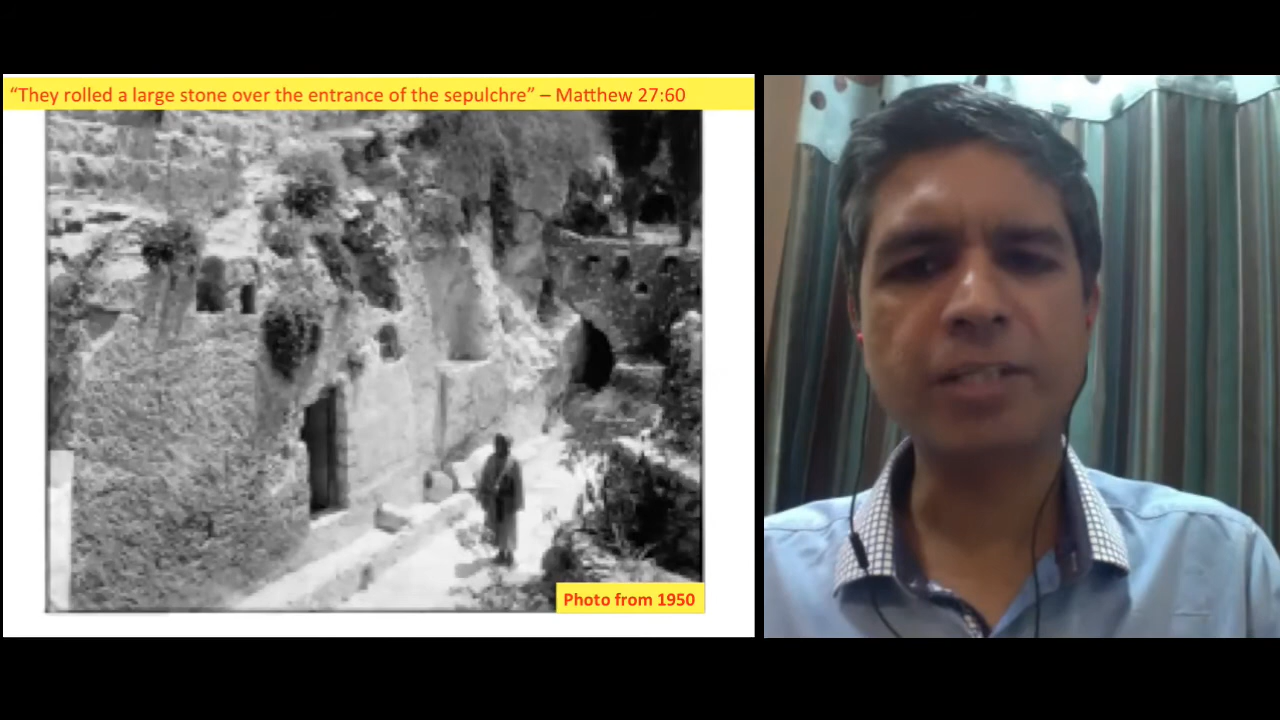 “They rolled a large stone over the entrance of the sepulchre” – Matthew 27:60
Photo from 1950